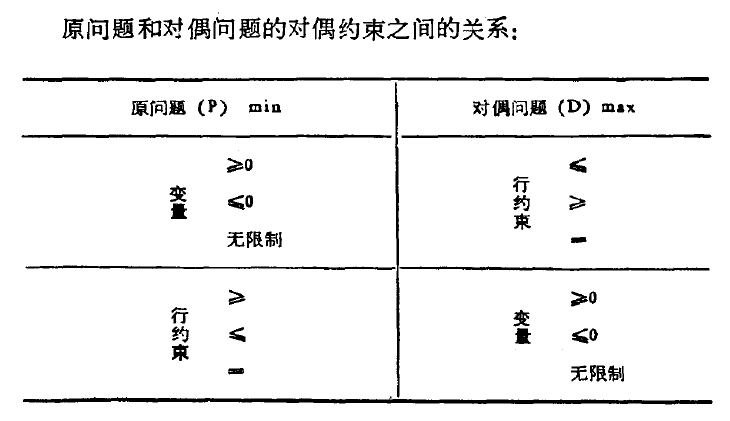 原问题和对偶问题的对偶约束之间的关系:
原问题 (P) min 对偶问题 (D) max
变量 ≥0 行约束 ≤
≤0 ≥
无限制 =
行约束 ≥ 变量 ≥0
≤ ≤0
= 无限制